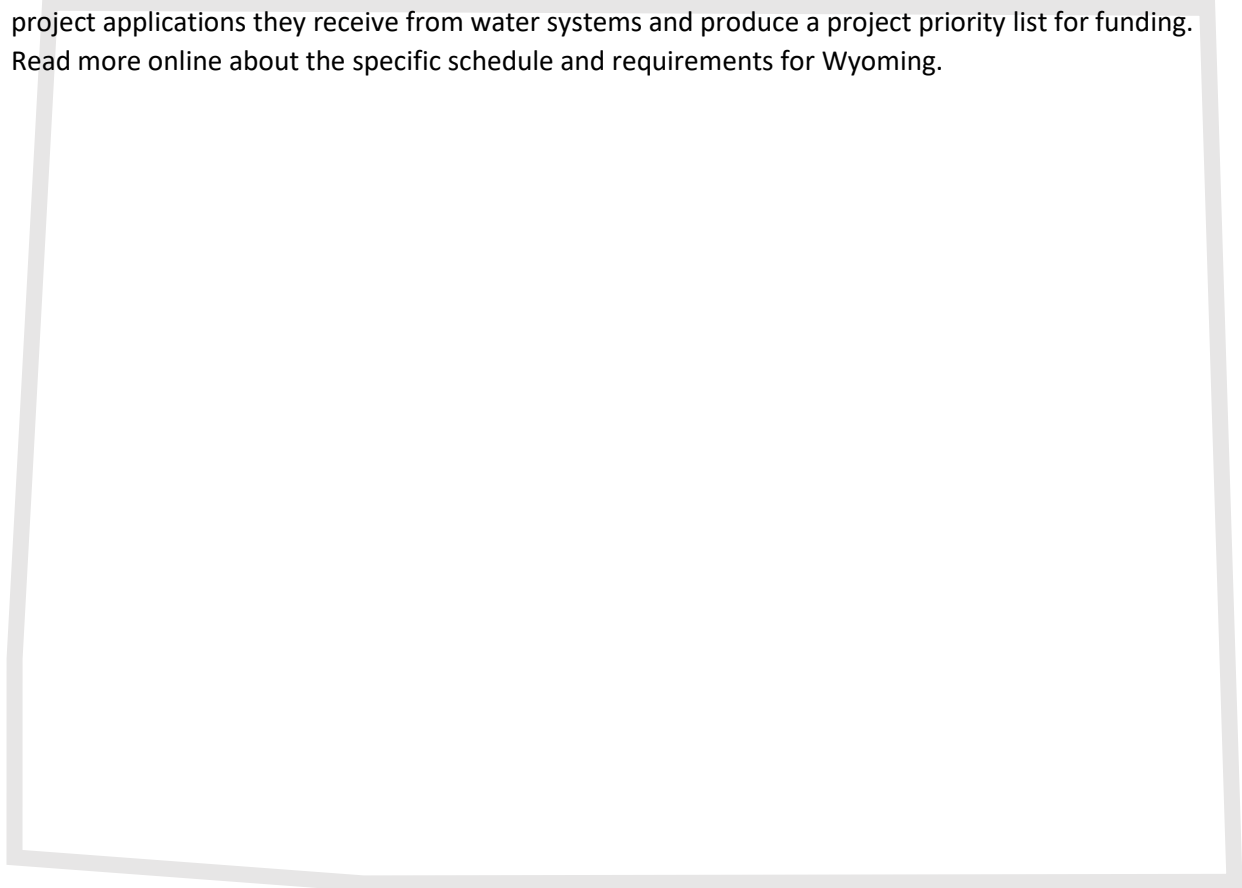 project applications they receive from water systems and produce a project priority list for funding.
Read more online about the specific schedule and requirements for Wyoming.